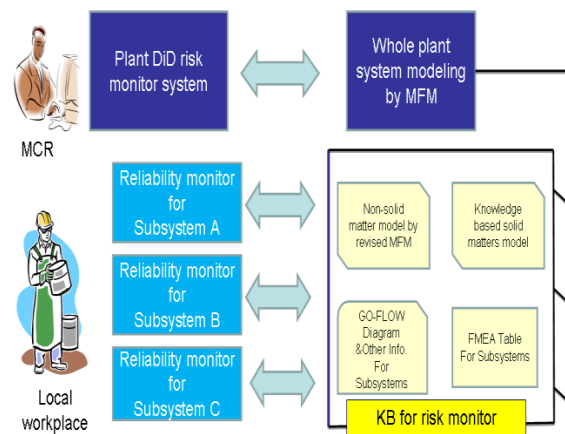 Plant DiD risk
monitor system
Whole plant
system modeling
by MFM
MCR
Reliability monitor
for
Subsystem A
Reliability monitor
for
Subsystem B
Reliability monitor
for
Subsystem C
Non-solid
matter model by
revised MFM
Knowledge
based solid
matters model
GO-FLOW
Diagram
&Other Info.
For
Subsystems
FMEA Table
For Subsystems
KB for risk monitor
Local
workplace